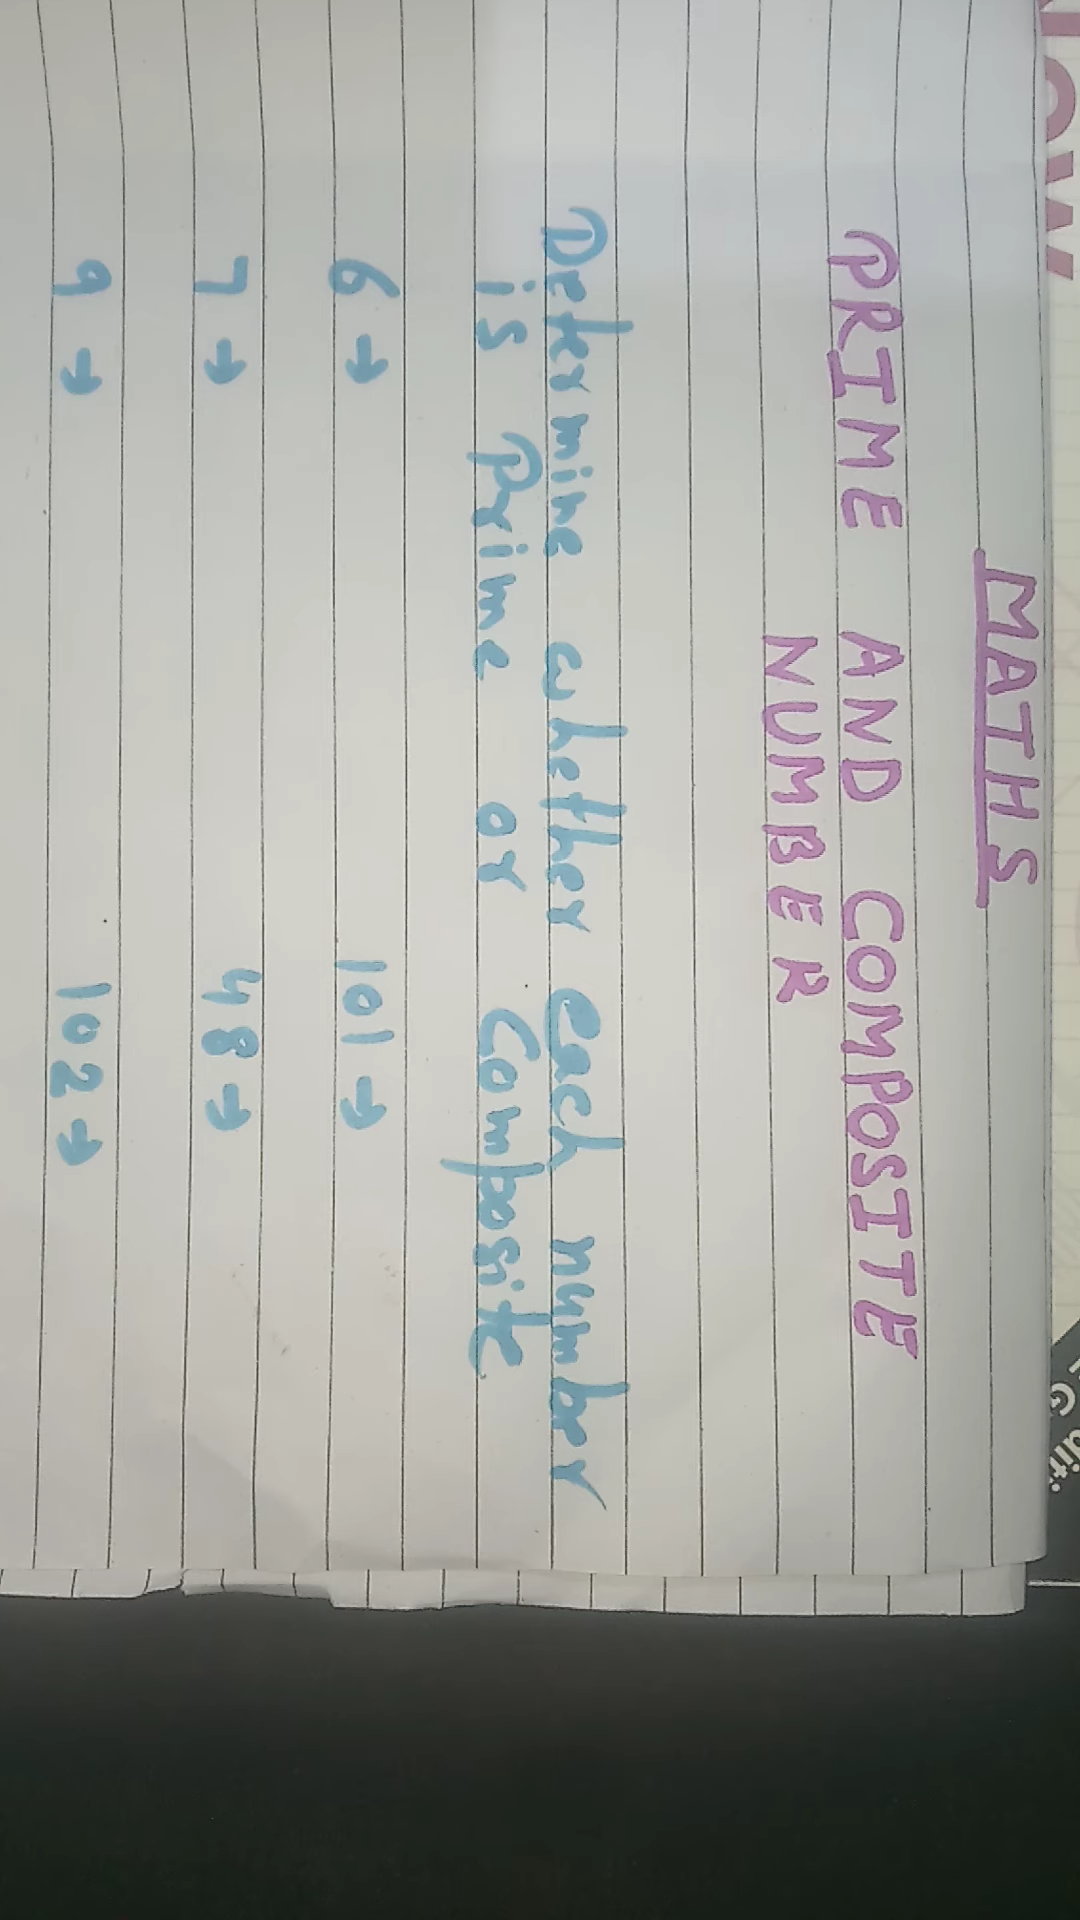 MATHS
PRIME AND COMPOSITE
NUMBER
Determine whether each number
is Prime or Composite
6 → 101 →
7 → 48 →
9 → 102 →